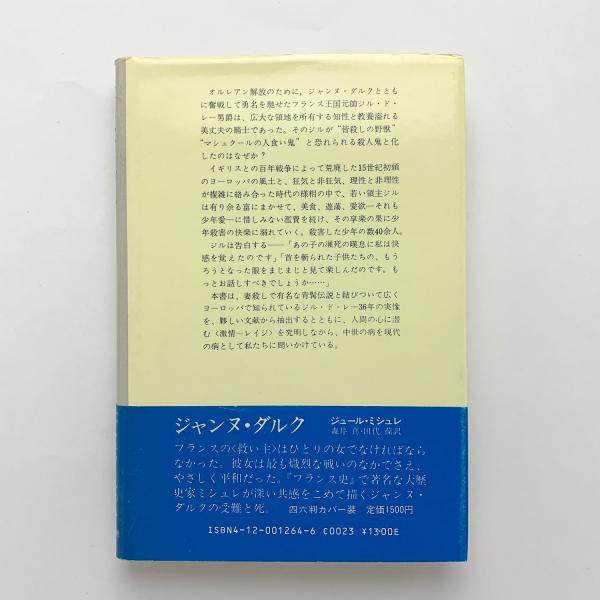 オルレアン解放のために，ジャンヌ・ダルクととも
に奮戦して勇名を馳せたフランス王国元帥ジル・ド・
レー男爵は、広大な領地を所有する知性と教養溢れる
美丈夫の騎士であった。そのジルが“皆殺しの野獣”
“マシュクールの人食い鬼”と恐れられる殺人鬼と化
したのはなぜか？
イギリスとの百年戦争によって荒廃した15世紀初頭
のヨーロッパの風土と、狂気と非狂気、理性と非理性
が複雑に絡み合った時代の様相の中で、若い領主ジル
は有り余る富にまかせて、美食、遊蕩、愛欲―それも
少年愛―に惜しみない濫費を続け、その享楽の果に少
年殺害の快楽に溺れていく。殺害した少年の数40余人。
ジルは告白する――「あの子の瀕死の嘆息に私は快
感を覚えたのです」「首を斬られた子供たちの、もう
ろうとなった眼をまじまじと見て楽しんだのです。も
っとお話しすべきでしょうか……」
本書は、妻殺しで有名な青髯伝説と結びついて広く
ヨーロッパで知られているジル・ド・レー36年の実像
を、夥しい文献から抽出するとともに、人間の心に潜
む〈激情―レイジ〉を究明しながら、中世の病を現代
の病として私たちに問いかけている。
ジャンヌ・ダルク
ジュール・ミシュレ
森井 真・田代 葆訳
フランスの〈救い主〉はひとりの女でなければなら
なかった。彼女は最も熾烈な戦いのなかでさえ、
やさしく平和だった。『フランス史』で著名な大歴
史家ミシュレが深い共感をこめて描くジャンヌ・
ダルクの受難と死。 四六判カバー装 定価1500円
ISBN4-12-001264-6 C0023 ¥1300E